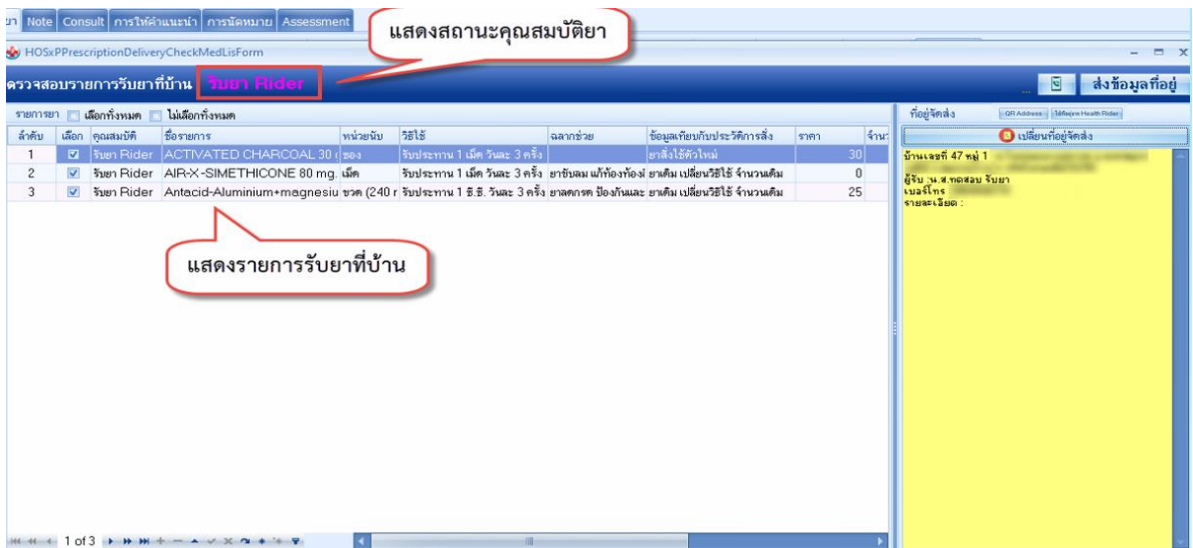 ยา Note Consult การให้คำแนะนำ การนัดหมาย Assessment
แสดงสถานะคุณสมบัติยา
HOSxPPrescriptionDeliveryCheckMedLisForm
ตรวจสอบรายการรับยาที่บ้าน รับยา Rider
ส่งข้อมูลที่อยู่
รายการยา เลือกทั้งหมด ไม่เลือกทั้งหมด
ที่อยู่จัดส่ง QR Address ใช้ที่อยู่จาก Health Rider
เปลี่ยนที่อยู่จัดส่ง
ลำดับ เลือก คุณสมบัติ ชื่อรายการ หน่วยนับ วิธีใช้ ฉลากช่วย ข้อมูลเทียบกับประวัติการสั่ง ราคา จำนว
1 รับยา Rider ACTIVATED CHARCOAL 30 ซอง รับประทาน 1 เม็ด วันละ 3 ครั้ง ยาสั่งใช้ตัวใหม่ 30
2 รับยา Rider AIR-X-SIMETHICONE 80 mg. เม็ด รับประทาน 1 เม็ด วันละ 3 ครั้ง ยาขับลม แก้ท้องท้อง ยาเดิม เปลี่ยนวิธีใช้ จำนวนเดิม 0
3 รับยา Rider Antacid-Aluminium+magnesiu ขวด (240 r รับประทาน 1 ช.ช. วันละ 3 ครั้ง ยาลดกรด ป้องกันและ ยาเดิม เปลี่ยนวิธีใช้ จำนวนเดิม 25
บ้านเลขที่ 47 หมู่ 1
ผู้รับ :น.ส.ทดสอบ รับยา
เบอร์โทร
รายละเอียด :
แสดงรายการรับยาที่บ้าน
1 of 3